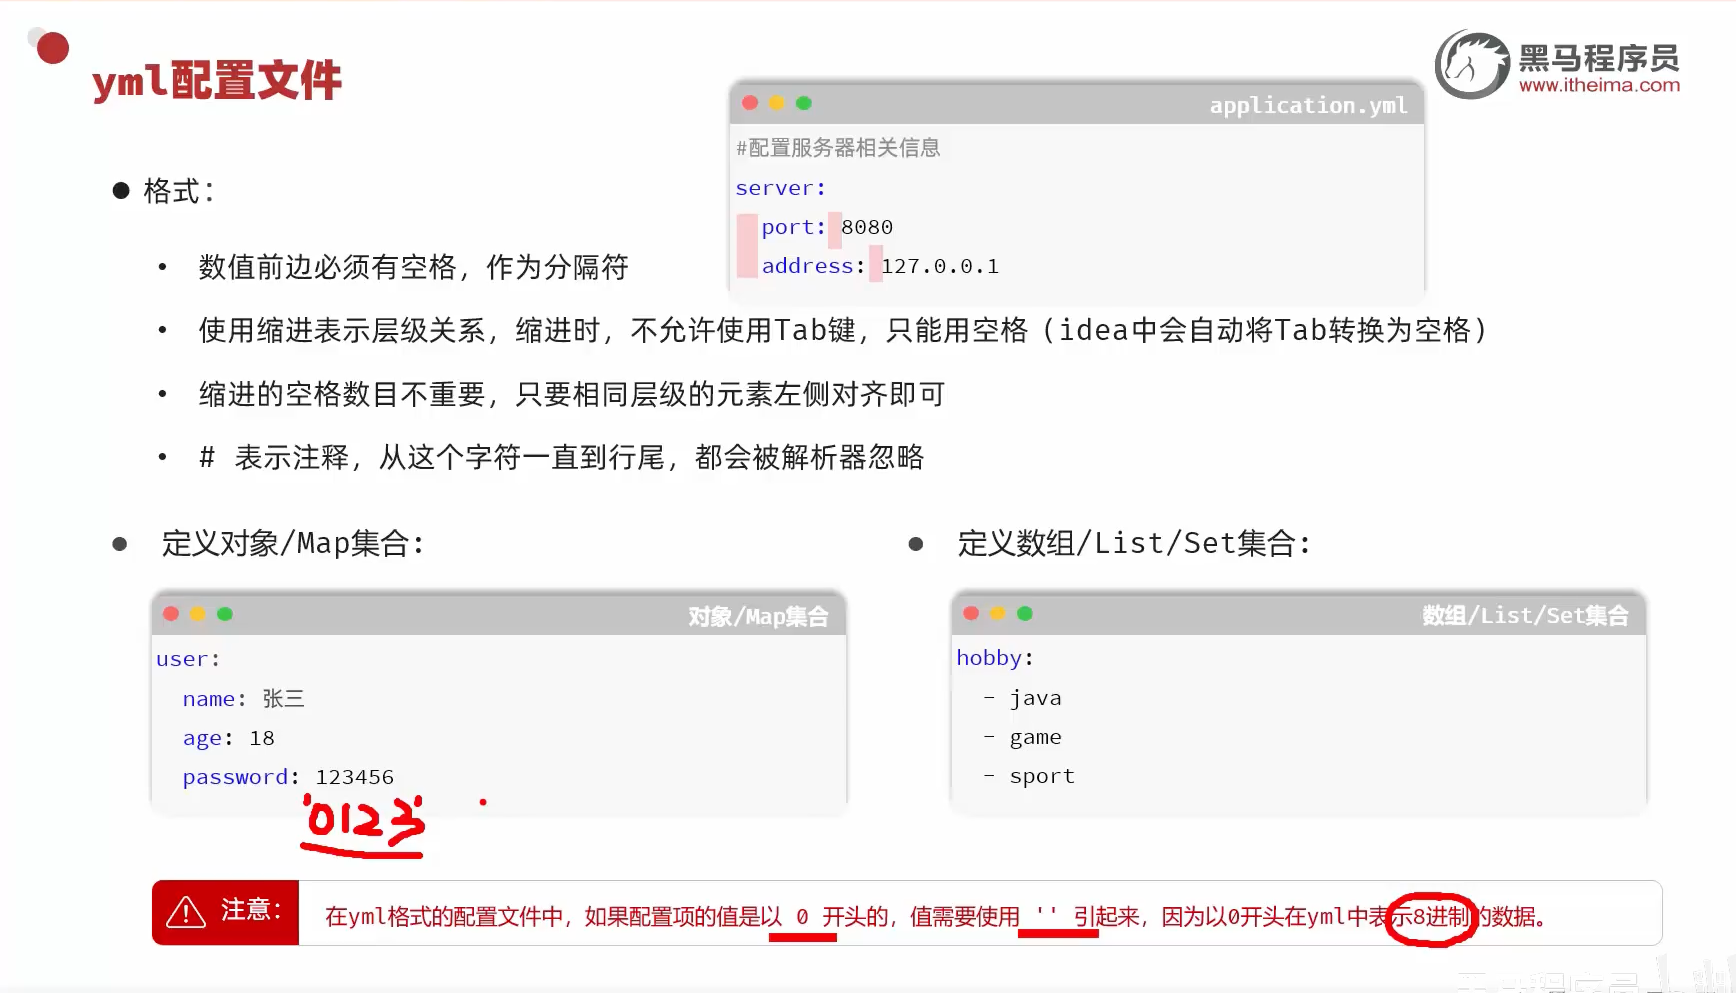 yml配置文件
黑马程序员
www.itheima.com
application.yml
#配置服务器相关信息
server:
port: 8080
address: 127.0.0.1
格式：
数值前边必须有空格，作为分隔符
使用缩进表示层级关系，缩进时，不允许使用Tab键，只能用空格（idea中会自动将Tab转换为空格）
缩进的空格数目不重要，只要相同层级的元素左侧对齐即可
# 表示注释，从这个字符一直到行尾，都会被解析器忽略
定义对象/Map集合：
对象/Map集合
user:
name: 张三
age: 18
password: 123456
'0123'
定义数组/List/Set集合：
数组/List/Set集合
hobby:
- java
- game
- sport
注意：
在yml格式的配置文件中，如果配置项的值是以 0 开头的，值需要使用 '' 引起来，因为以0开头在yml中表示8进制的数据。